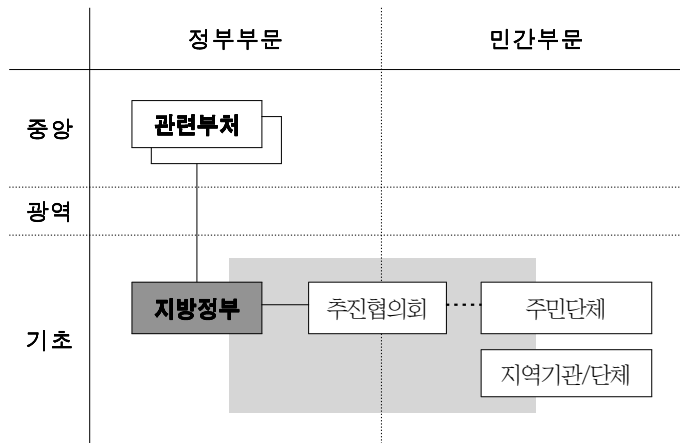 정부부문
민간부문
중앙
관련부처
광역
기초
지방정부
추진협의회
주민단체
지역기관/단체